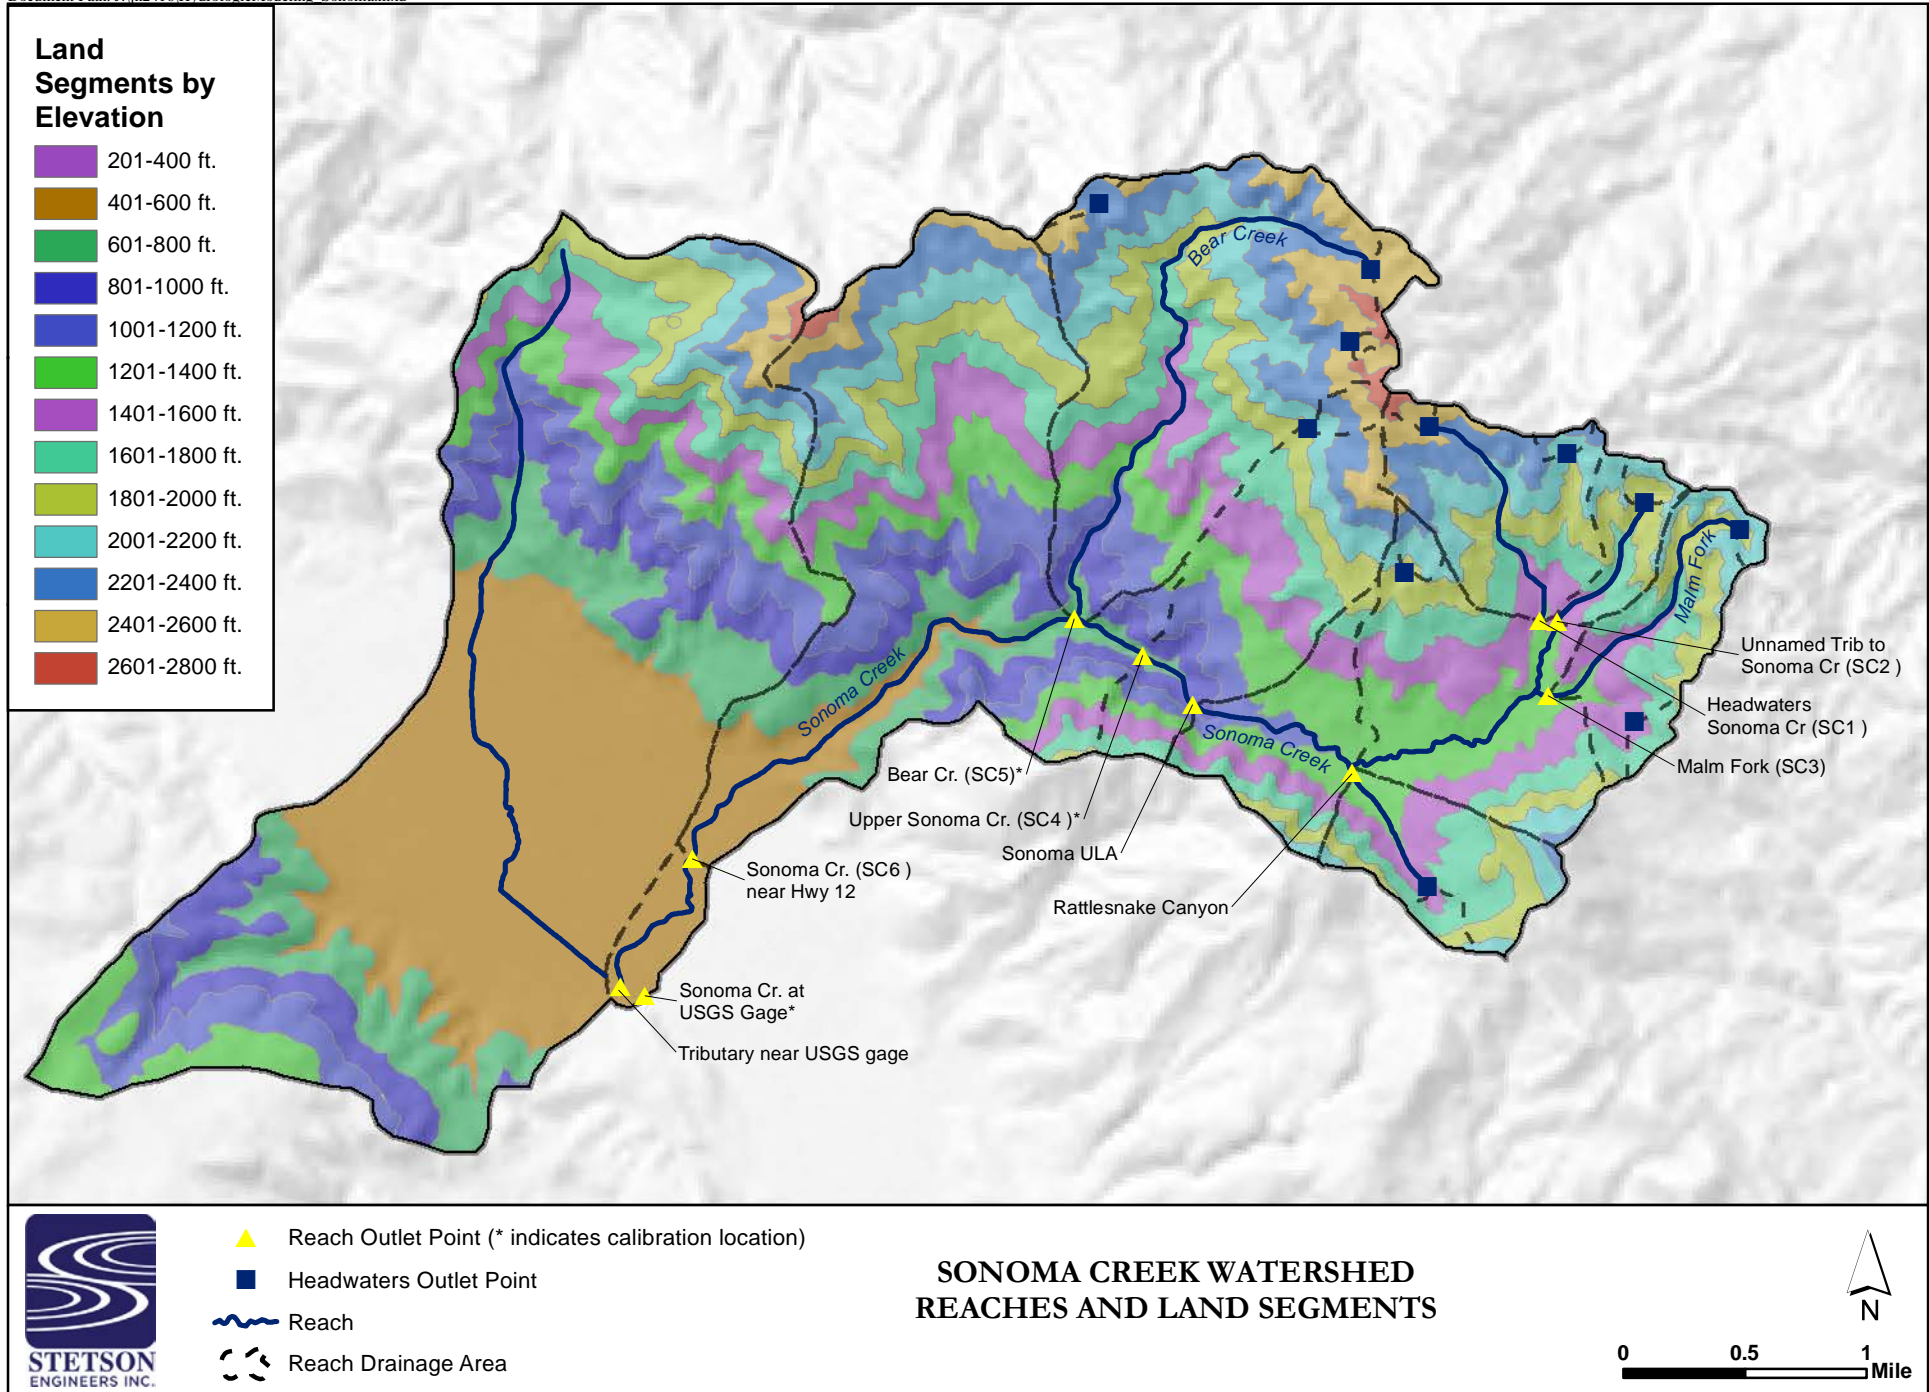 Land
Segments by
Elevation
201-400 ft.
401-600 ft.
601-800 ft.
801-1000 ft.
1001-1200 ft.
1201-1400 ft.
1401-1600 ft.
1601-1800 ft.
1801-2000 ft.
2001-2200 ft.
2201-2400 ft.
2401-2600 ft.
2601-2800 ft.
Bear Creek
Malm Fork
Sonoma Creek
Sonoma Creek
Unnamed Trib to
Sonoma Cr (SC2 )
Headwaters
Sonoma Cr (SC1 )
Malm Fork (SC3)
Bear Cr. (SC5)*
Upper Sonoma Cr. (SC4 )*
Sonoma ULA
Rattlesnake Canyon
Sonoma Cr. (SC6 )
near Hwy 12
Sonoma Cr. at
USGS Gage*
Tributary near USGS gage
STETSON
ENGINEERS INC.
Reach Outlet Point (* indicates calibration location)
Headwaters Outlet Point
Reach
Reach Drainage Area
SONOMA CREEK WATERSHED
REACHES AND LAND SEGMENTS
N
0 0.5 1
Mile